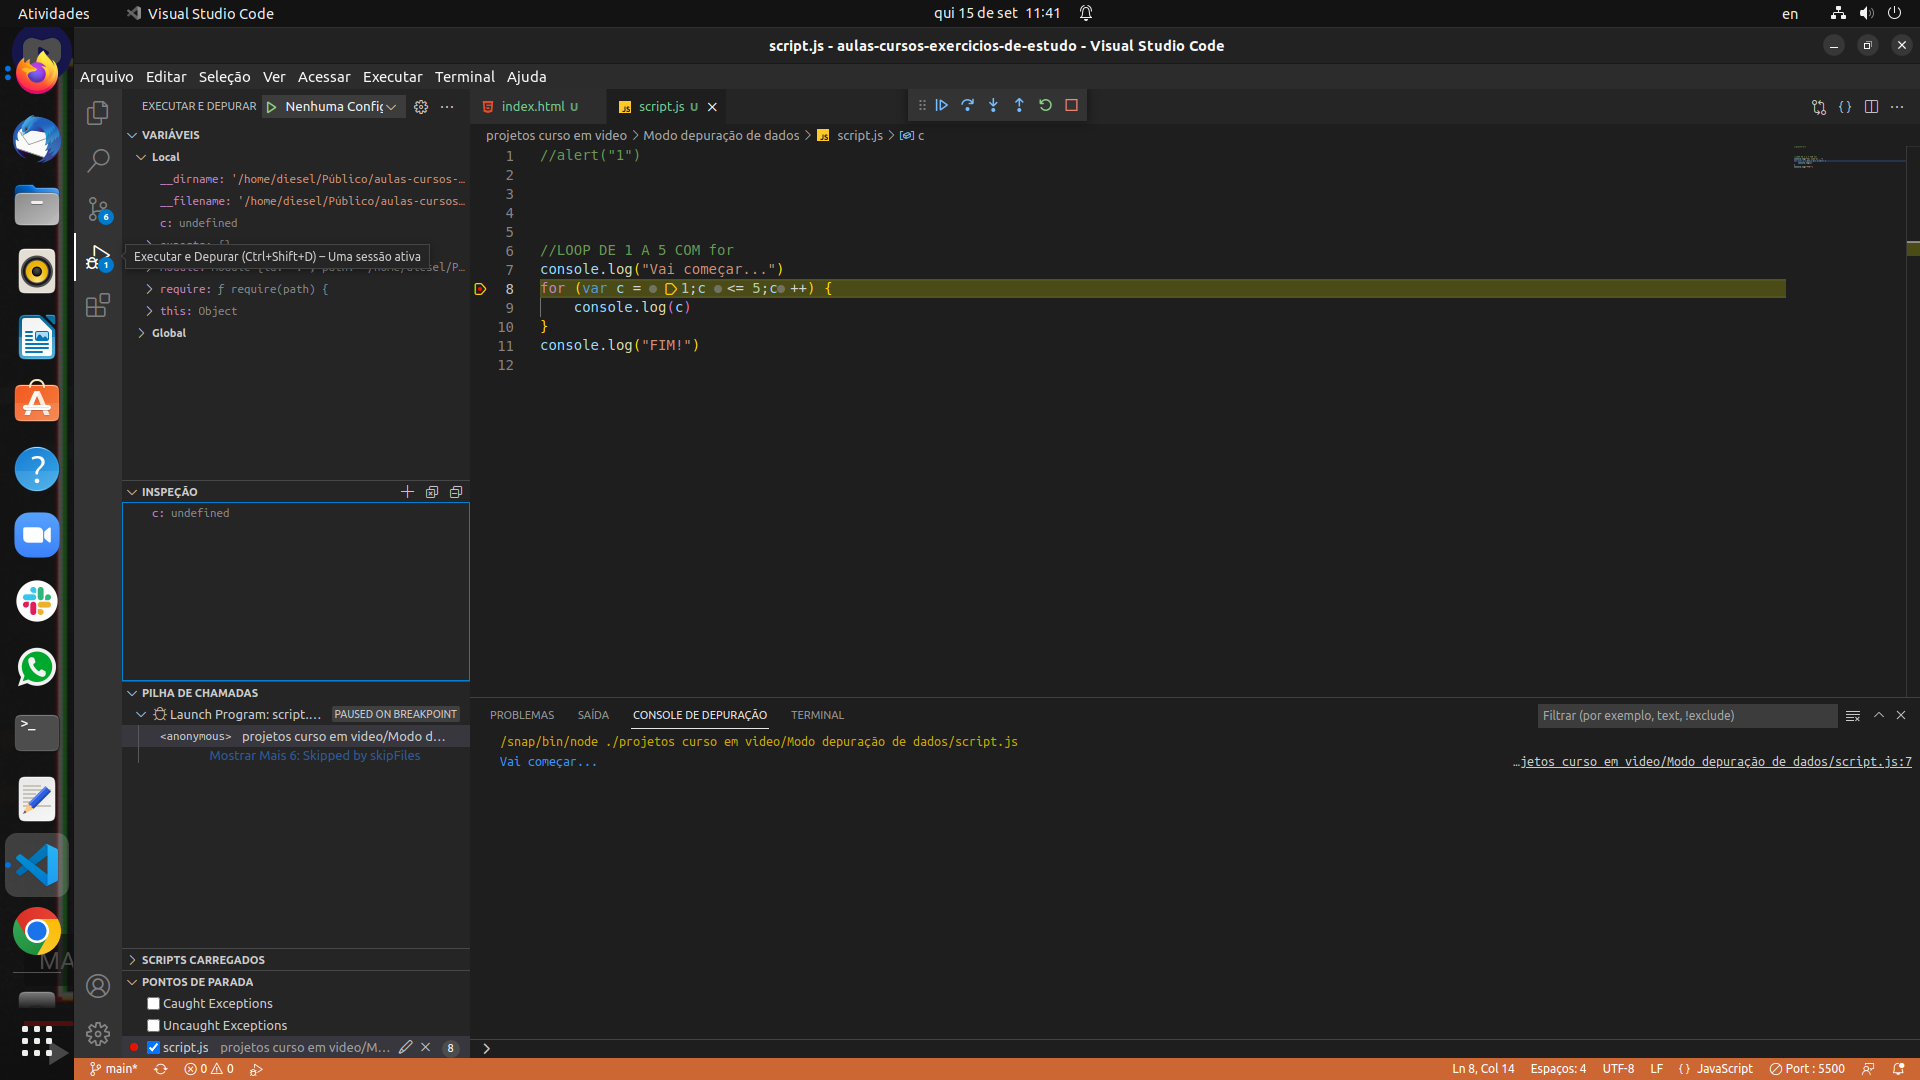 Atividades
Visual Studio Code
qui 15 de set 11:41
en
script.js - aulas-cursos-exercicios-de-estudo - Visual Studio Code
Arquivo Editar Seleção Ver Acessar Executar Terminal Ajuda
EXECUTAR E DEPURAR
Nenhuma Config
index.html U
script.js U
projetos curso em video > Modo depuração de dados > script.js > c
VARIÁVEIS
Local
__dirname: '/home/diesel/Público/aulas-cursos-…
__filename: '/home/diesel/Público/aulas-cursos…
c: undefined
Executar e Depurar (Ctrl+Shift+D) – Uma sessão ativa
require: ƒ require(path) {
this: Object
Global
6
1
INSPEÇÃO
c: undefined
PILHA DE CHAMADAS
Launch Program: script.… PAUSED ON BREAKPOINT
<anonymous> projetos curso em video/Modo d…
Mostrar Mais 6: Skipped by skipFiles
SCRIPTS CARREGADOS
PONTOS DE PARADA
Caught Exceptions
Uncaught Exceptions
script.js projetos curso em video/M… 8
1 //alert("1")
2
3
4
5
6 //LOOP DE 1 A 5 COM for
7 console.log("Vai começar...")
8 for (var c = 1;c <= 5;c ++) {
9 console.log(c)
10 }
11 console.log("FIM!")
12
PROBLEMAS SAÍDA CONSOLE DE DEPURAÇÃO TERMINAL
Filtrar (por exemplo, text, !exclude)
/snap/bin/node ./projetos curso em video/Modo depuração de dados/script.js
Vai começar...
…jetos curso em video/Modo depuração de dados/script.js:7
main* 0 0
Ln 8, Col 14 Espaços: 4 UTF-8 LF {} JavaScript Port : 5500